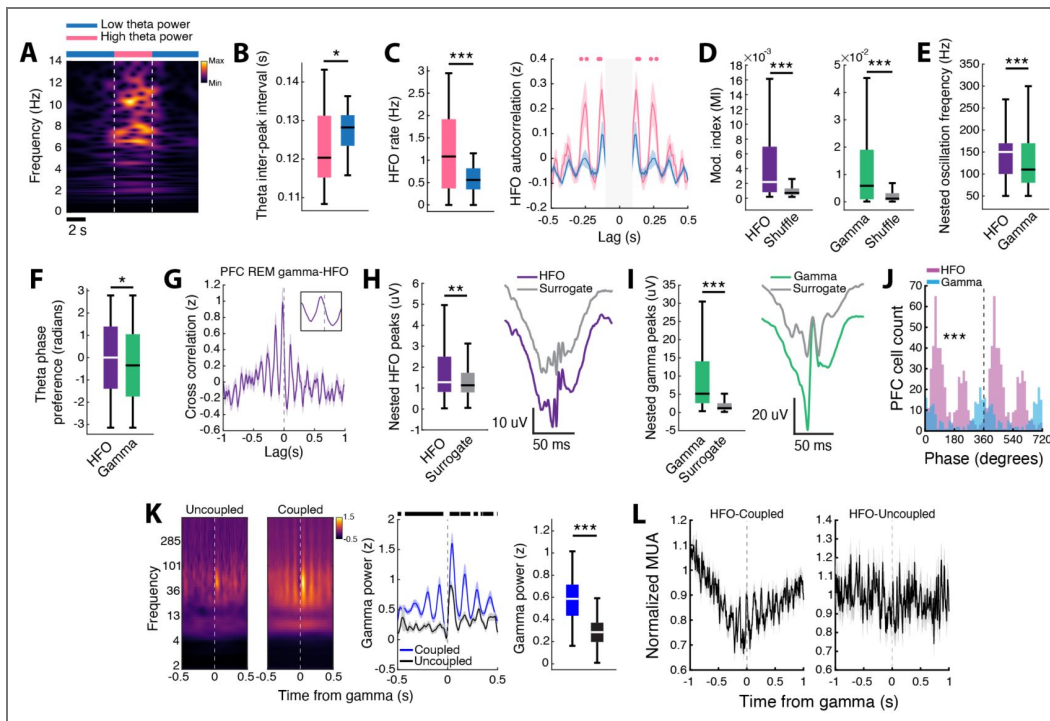 Low theta power
High theta power
A
Frequency (Hz)
14
12
10
8
6
4
2
0
Max
Min
2 s
B
Theta inter-peak interval (s)
0.14
0.13
0.12
0.11
*
C
HFO rate (Hz)
3
2.5
2
1.5
1
0.5
0
***
HFO autocorrelation (z)
0.4
0.3
0.2
0.1
0
-0.1
-0.5 -0.25 0 0.25 0.5
Lag (s)
D
Mod. index (MI)
×10-3
16
14
12
10
8
6
4
2
0
***
HFO
Shuffle
×10-2
5
4
3
2
1
0
***
Gamma
Shuffle
E
Nested oscillation freqency (Hz)
400
300
200
100
0
***
HFO
Gamma
F
Theta phase
preference (radians)
3
2
1
0
-1
-2
-3
*
HFO
Gamma
G
PFC REM gamma-HFO
Cross correlation (z)
1.2
1
0.8
0.6
0.4
0.2
0
-0.2
-1 -0.5 0 0.5 1
Lag(s)
H
Nested HFO peaks (uV)
5
4
3
2
1
0
**
HFO
Surrogate
HFO
Surrogate
10 uV
50 ms
I
Nested gamma peaks (uV)
35
30
25
20
15
10
5
0
-5
***
Gamma
Surrogate
Gamma
Surrogate
20 uV
50 ms
J
HFO
Gamma
PFC cell count
70
60
50
40
30
20
10
0
***
0 180 360 540 720
Phase (degrees)
K
Uncoupled
Coupled
1.5
-0.5
Frequency
285
101
36
13
4
2
-0.5 0 0.5
-0.5 0 0.5
Time from gamma (s)
Gamma power (z)
2
1.5
1
0.5
0
0.5
Coupled
Uncoupled
-0.5 0 0.5
Gamma power (z)
1.2
1
0.8
0.6
0.4
0.2
0
***
L
HFO-Coupled
HFO-Uncoupled
Normalized MUA
1.2
1.1
1
0.9
0.8
0.7
0.6
1.4
1.3
1.2
1.1
1
0.9
0.8
0.7
0.6
-1 -0.5 0 0.5 1
-1 -0.5 0 0.5 1
Time from gamma (s)